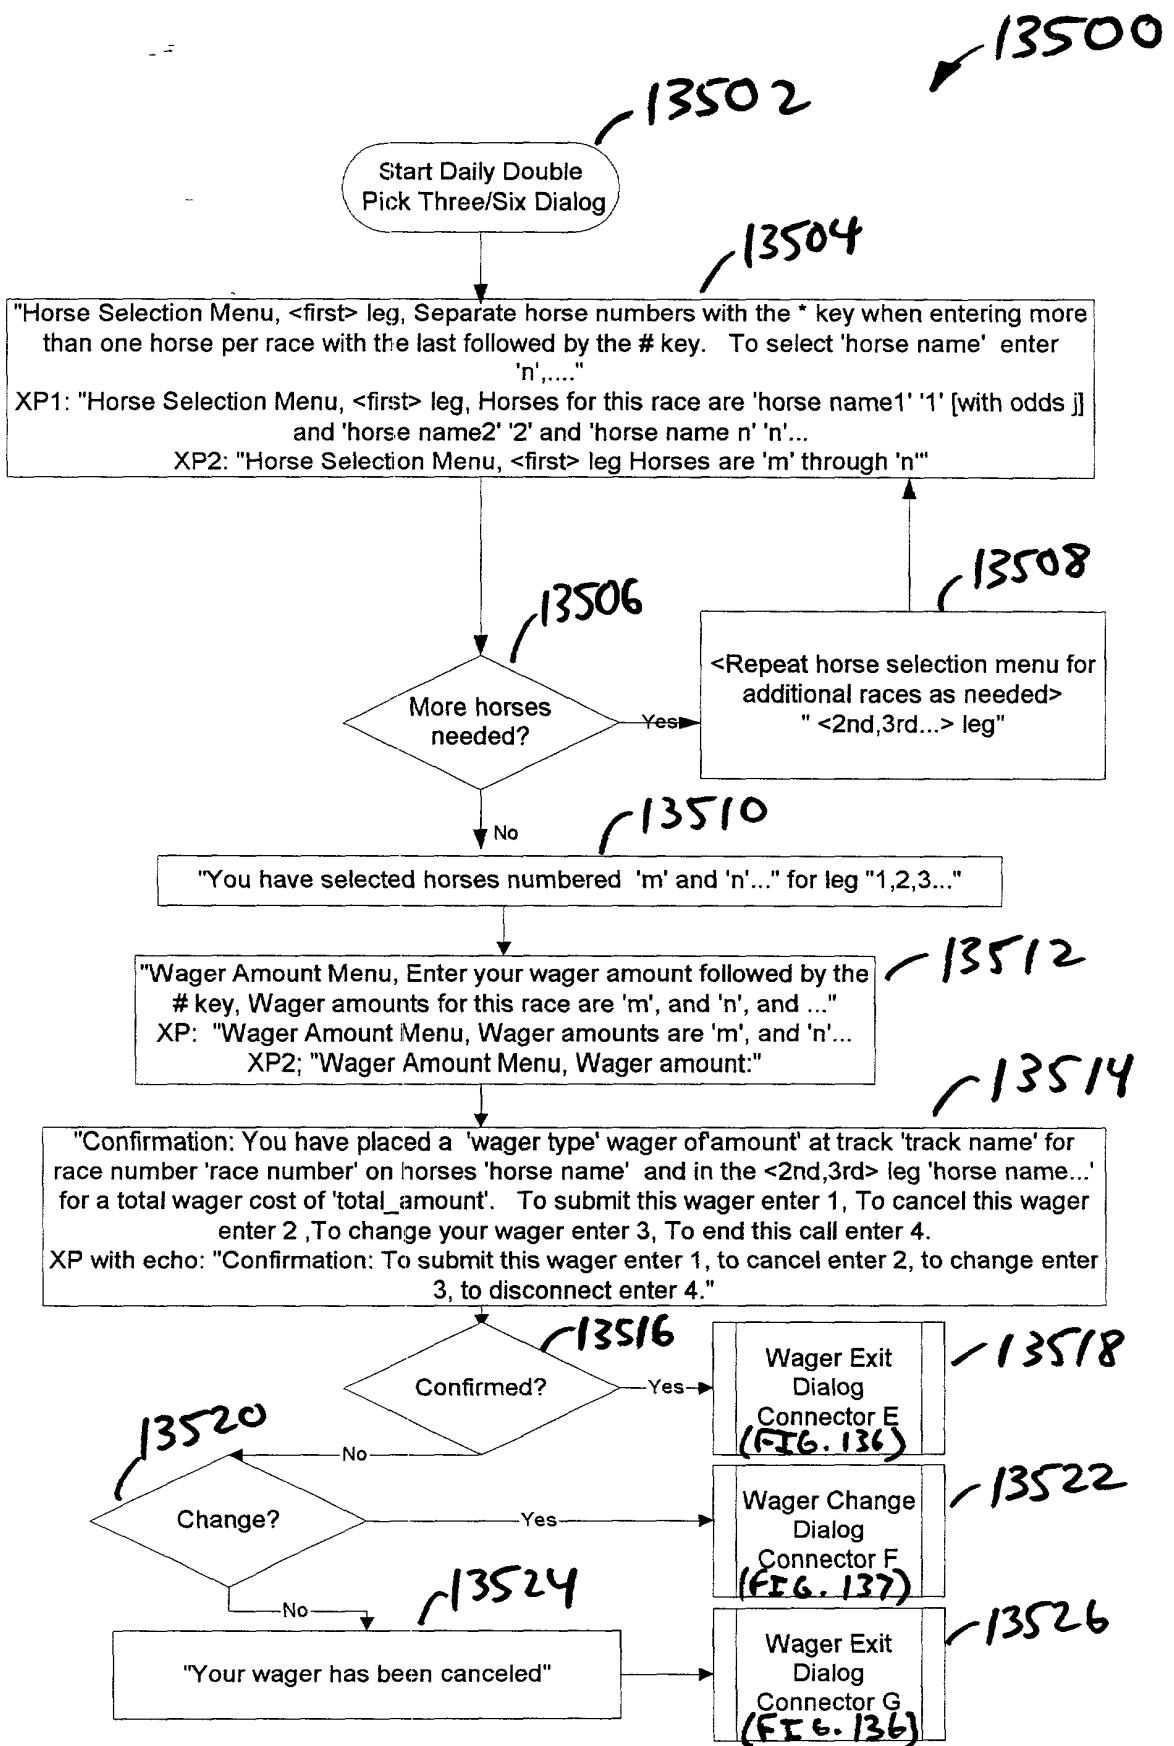 13500
13502
Start Daily Double
Pick Three/Six Dialog
13504
"Horse Selection Menu, <first> leg, Separate horse numbers with the * key when entering more
than one horse per race with the last followed by the # key. To select 'horse name' enter
'n',...."
XP1: "Horse Selection Menu, <first> leg, Horses for this race are 'horse name1' '1' [with odds j]
and 'horse name2' '2' and 'horse name n' 'n'...
XP2: "Horse Selection Menu, <first> leg Horses are 'm' through 'n'"
13508
13506
<Repeat horse selection menu for
additional races as needed>
" <2nd,3rd...> leg"
More horses
needed?
Yes
13510
No
"You have selected horses numbered 'm' and 'n'..." for leg "1,2,3..."
13512
"Wager Amount Menu, Enter your wager amount followed by the
# key, Wager amounts for this race are 'm', and 'n', and ..."
XP: "Wager Amount Menu, Wager amounts are 'm', and 'n'...
XP2; "Wager Amount Menu, Wager amount:"
13514
"Confirmation: You have placed a 'wager type' wager of'amount' at track 'track name' for
race number 'race number' on horses 'horse name' and in the <2nd,3rd> leg 'horse name...'
for a total wager cost of 'total_amount'. To submit this wager enter 1, To cancel this wager
enter 2 ,To change your wager enter 3, To end this call enter 4.
XP with echo: "Confirmation: To submit this wager enter 1, to cancel enter 2, to change enter
3, to disconnect enter 4."
13516
Confirmed?
Yes
Wager Exit
Dialog
Connector E
(FIG. 136)
13518
13520
No
Change?
Yes
Wager Change
Dialog
Connector F
(FIG. 137)
13522
13524
No
"Your wager has been canceled"
Wager Exit
Dialog
Connector G
(FIG. 136)
13526